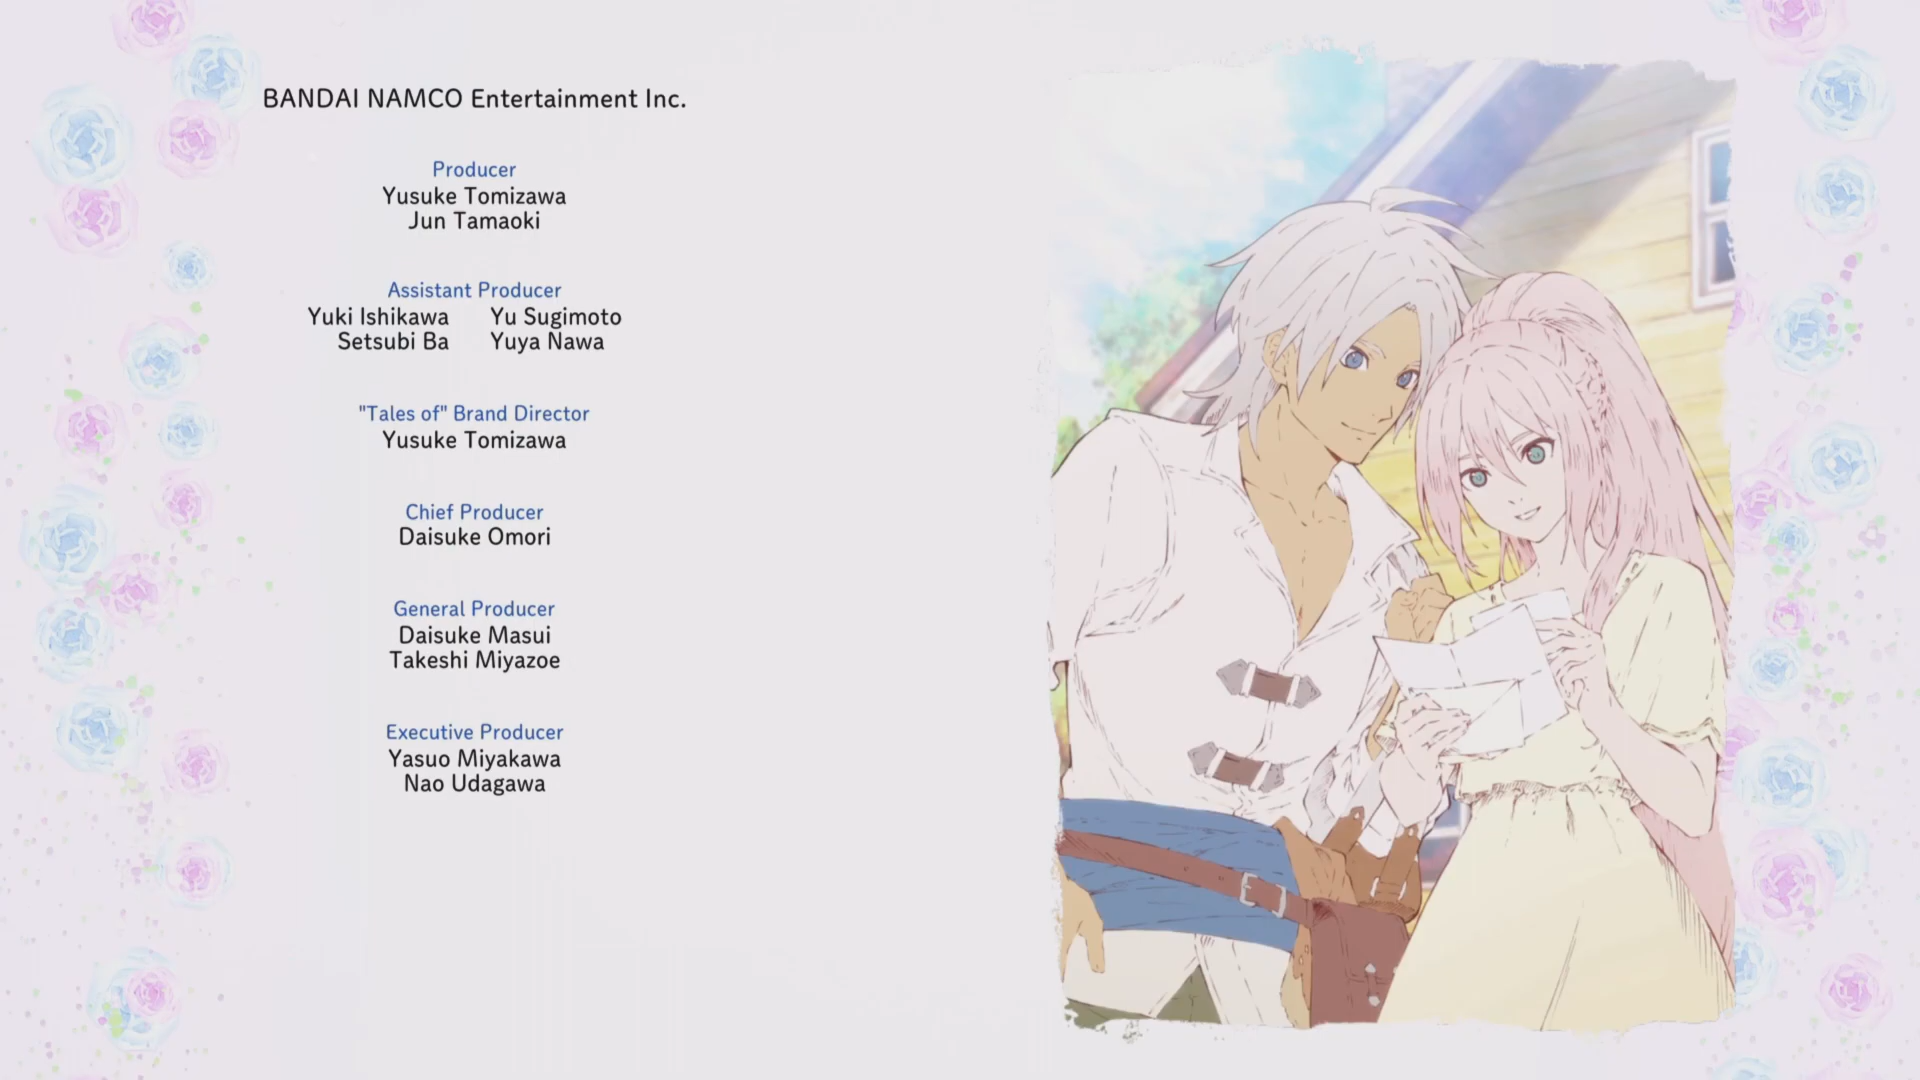 BANDAI NAMCO Entertainment Inc.
Producer
Yusuke Tomizawa
Jun Tamaoki
Assistant Producer
Yuki Ishikawa Yu Sugimoto
Setsubi Ba Yuya Nawa
"Tales of" Brand Director
Yusuke Tomizawa
Chief Producer
Daisuke Omori
General Producer
Daisuke Masui
Takeshi Miyazoe
Executive Producer
Yasuo Miyakawa
Nao Udagawa